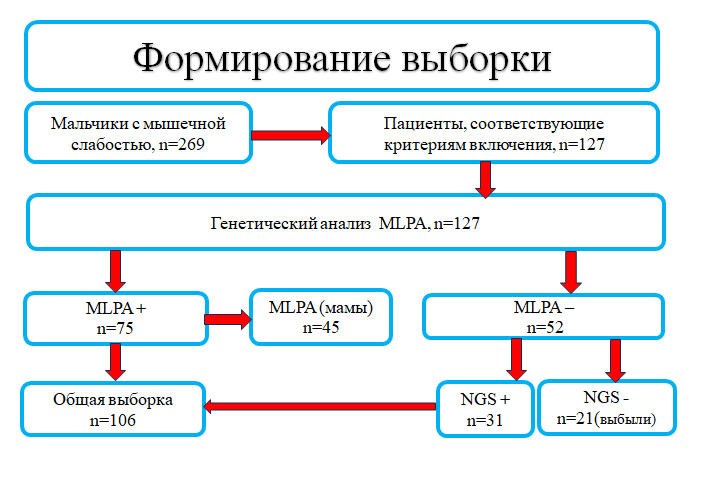 Формирование выборки
Мальчики с мышечной
слабостью, n=269
Пациенты, соответствующие
критериям включения, n=127
Генетический анализ MLPA, n=127
MLPA +
n=75
MLPA (мамы)
n=45
MLPA –
n=52
Общая выборка
n=106
NGS +
n=31
NGS -
n=21(выбыли)